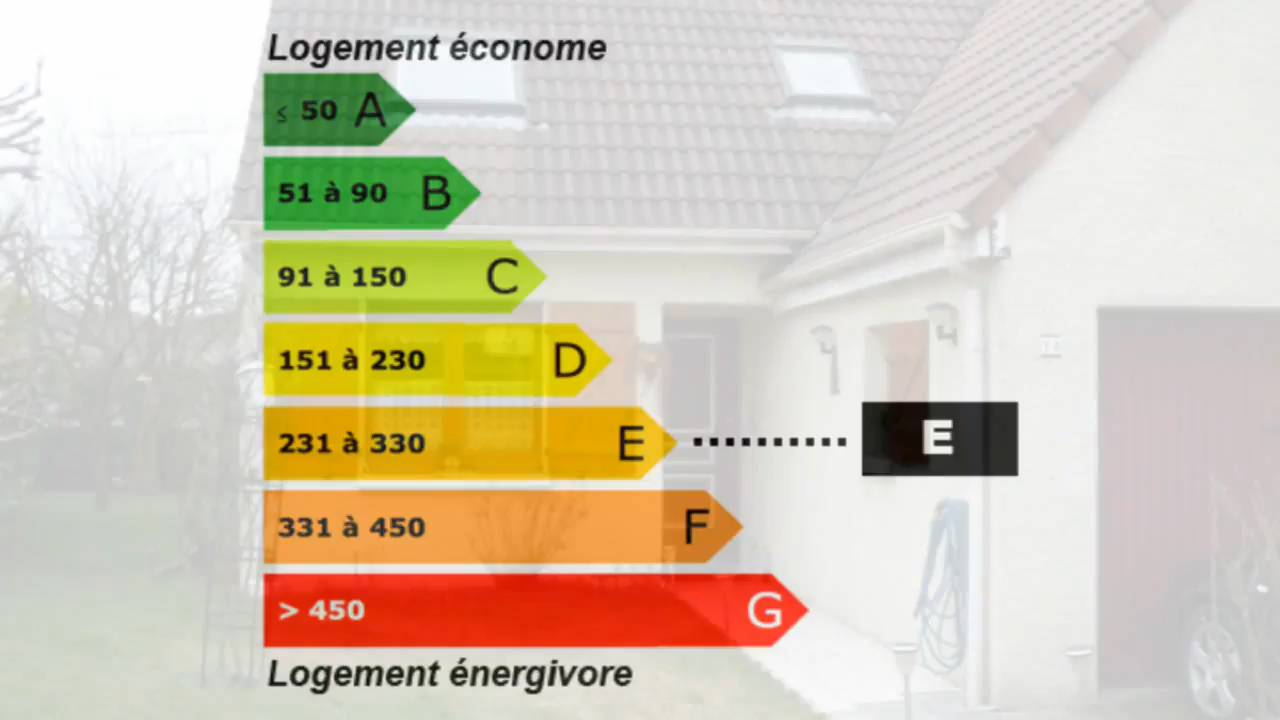 Logement économe
≤ 50 A
51 à 90 B
91 à 150 C
151 à 230 D
231 à 330 E
E
331 à 450 F
> 450 G
Logement énergivore